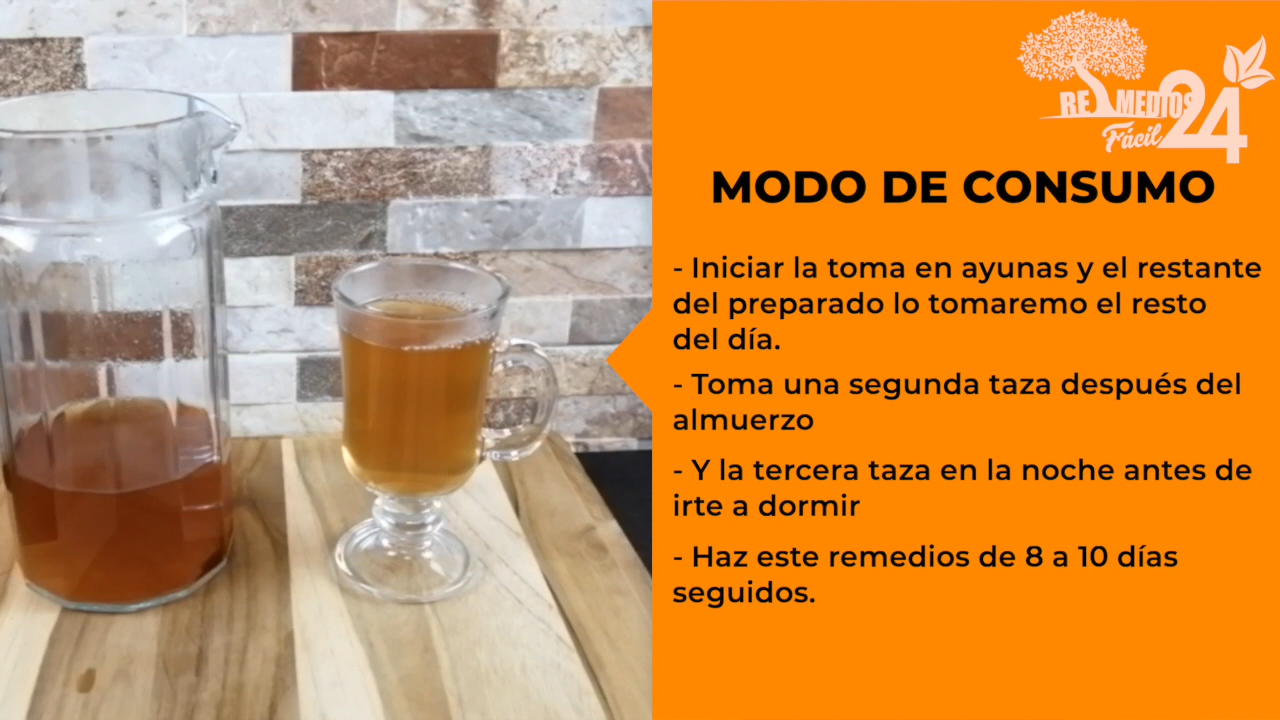 REMEDIOS
Fácil 24
MODO DE CONSUMO
- Iniciar la toma en ayunas y el restante
del preparado lo tomaremo el resto
del día.
- Toma una segunda taza después del
almuerzo
- Y la tercera taza en la noche antes de
irte a dormir
- Haz este remedios de 8 a 10 días
seguidos.